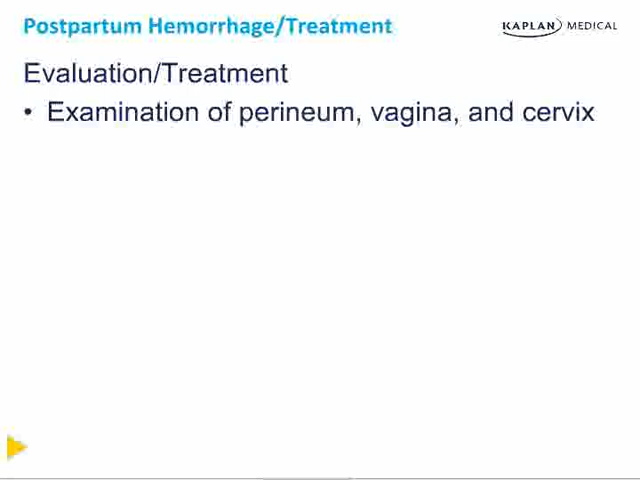 Postpartum Hemorrhage/Treatment
KAPLAN MEDICAL
Evaluation/Treatment
• Examination of perineum, vagina, and cervix